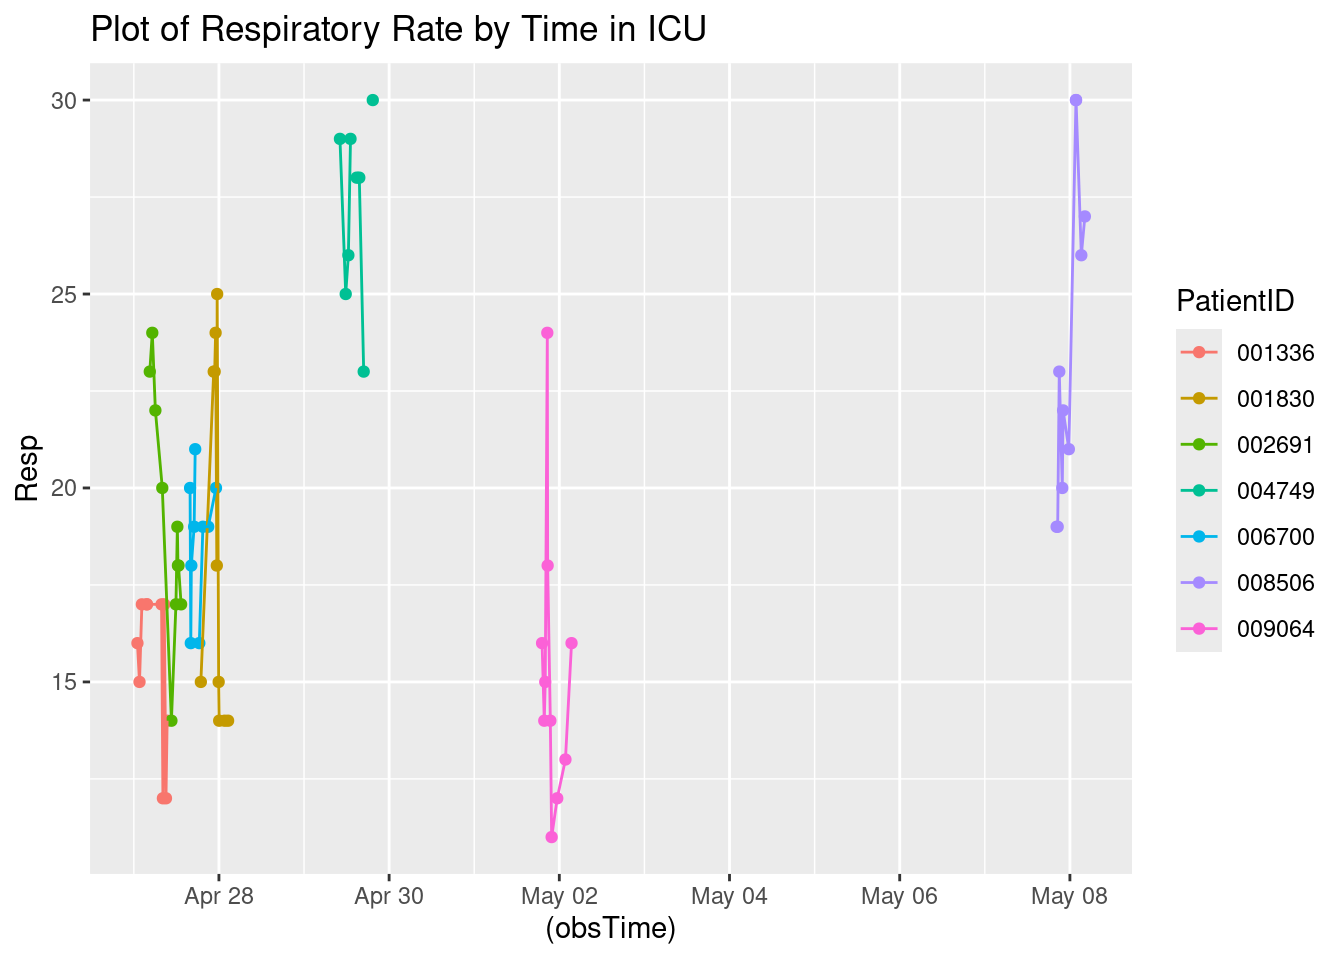 Plot of Respiratory Rate by Time in ICU
30
25
20
15
Resp
Apr 28
Apr 30
May 02
May 04
May 06
May 08
(obsTime)
PatientID
001336
001830
002691
004749
006700
008506
009064